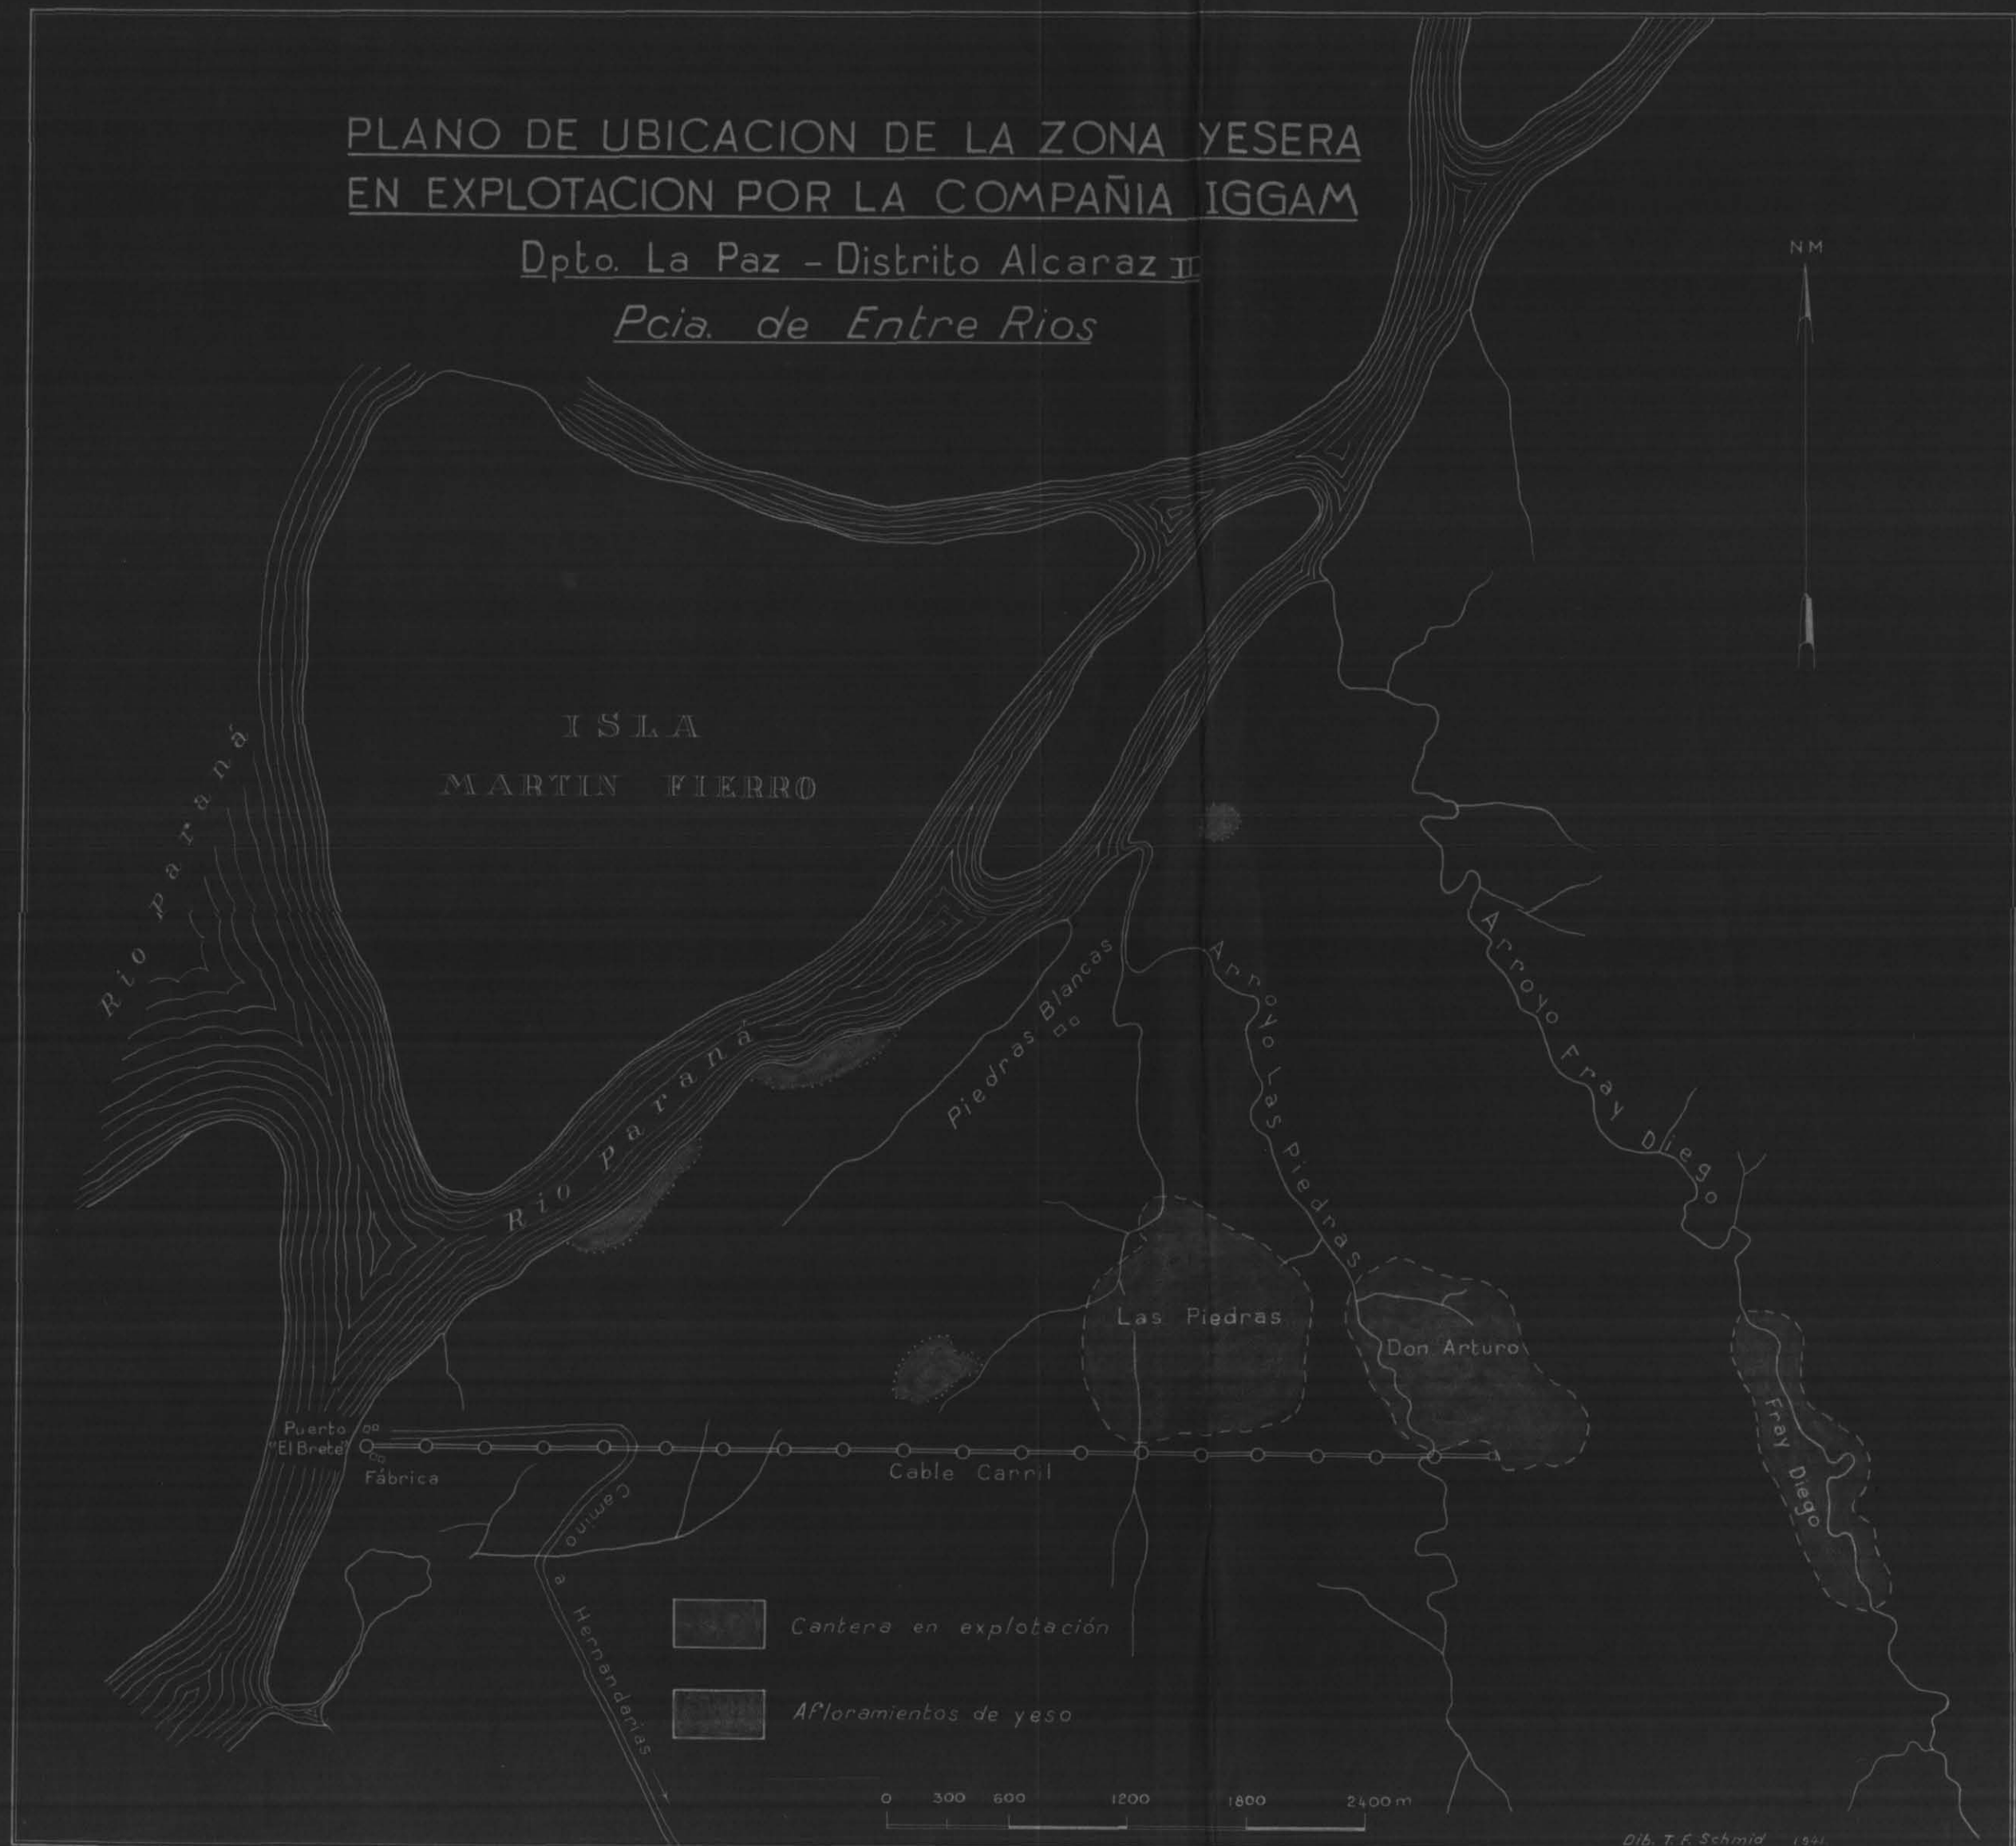 PLANO DE UBICACION DE LA ZONA YESERA
EN EXPLOTACION POR LA COMPAÑIA IGGAM
Dpto. La Paz - Distrito Alcaraz II
Pcia. de Entre Rios
NM
ISLA
MARTIN FIERRO
Rio Paraná
Rio Paraná
Piedras Blancas
Arroyo Las Piedras
Arroyo Fray Diego
Las Piedras
Don Arturo
Fray Diego
Puerto
"El Brete"
Fábrica
Cable Carril
Camino a Hernandarias
Cantera en explotación
Afloramientos de yeso
0 300 600 1200 1800 2400 m
Dib. T. F. Schmid 1941